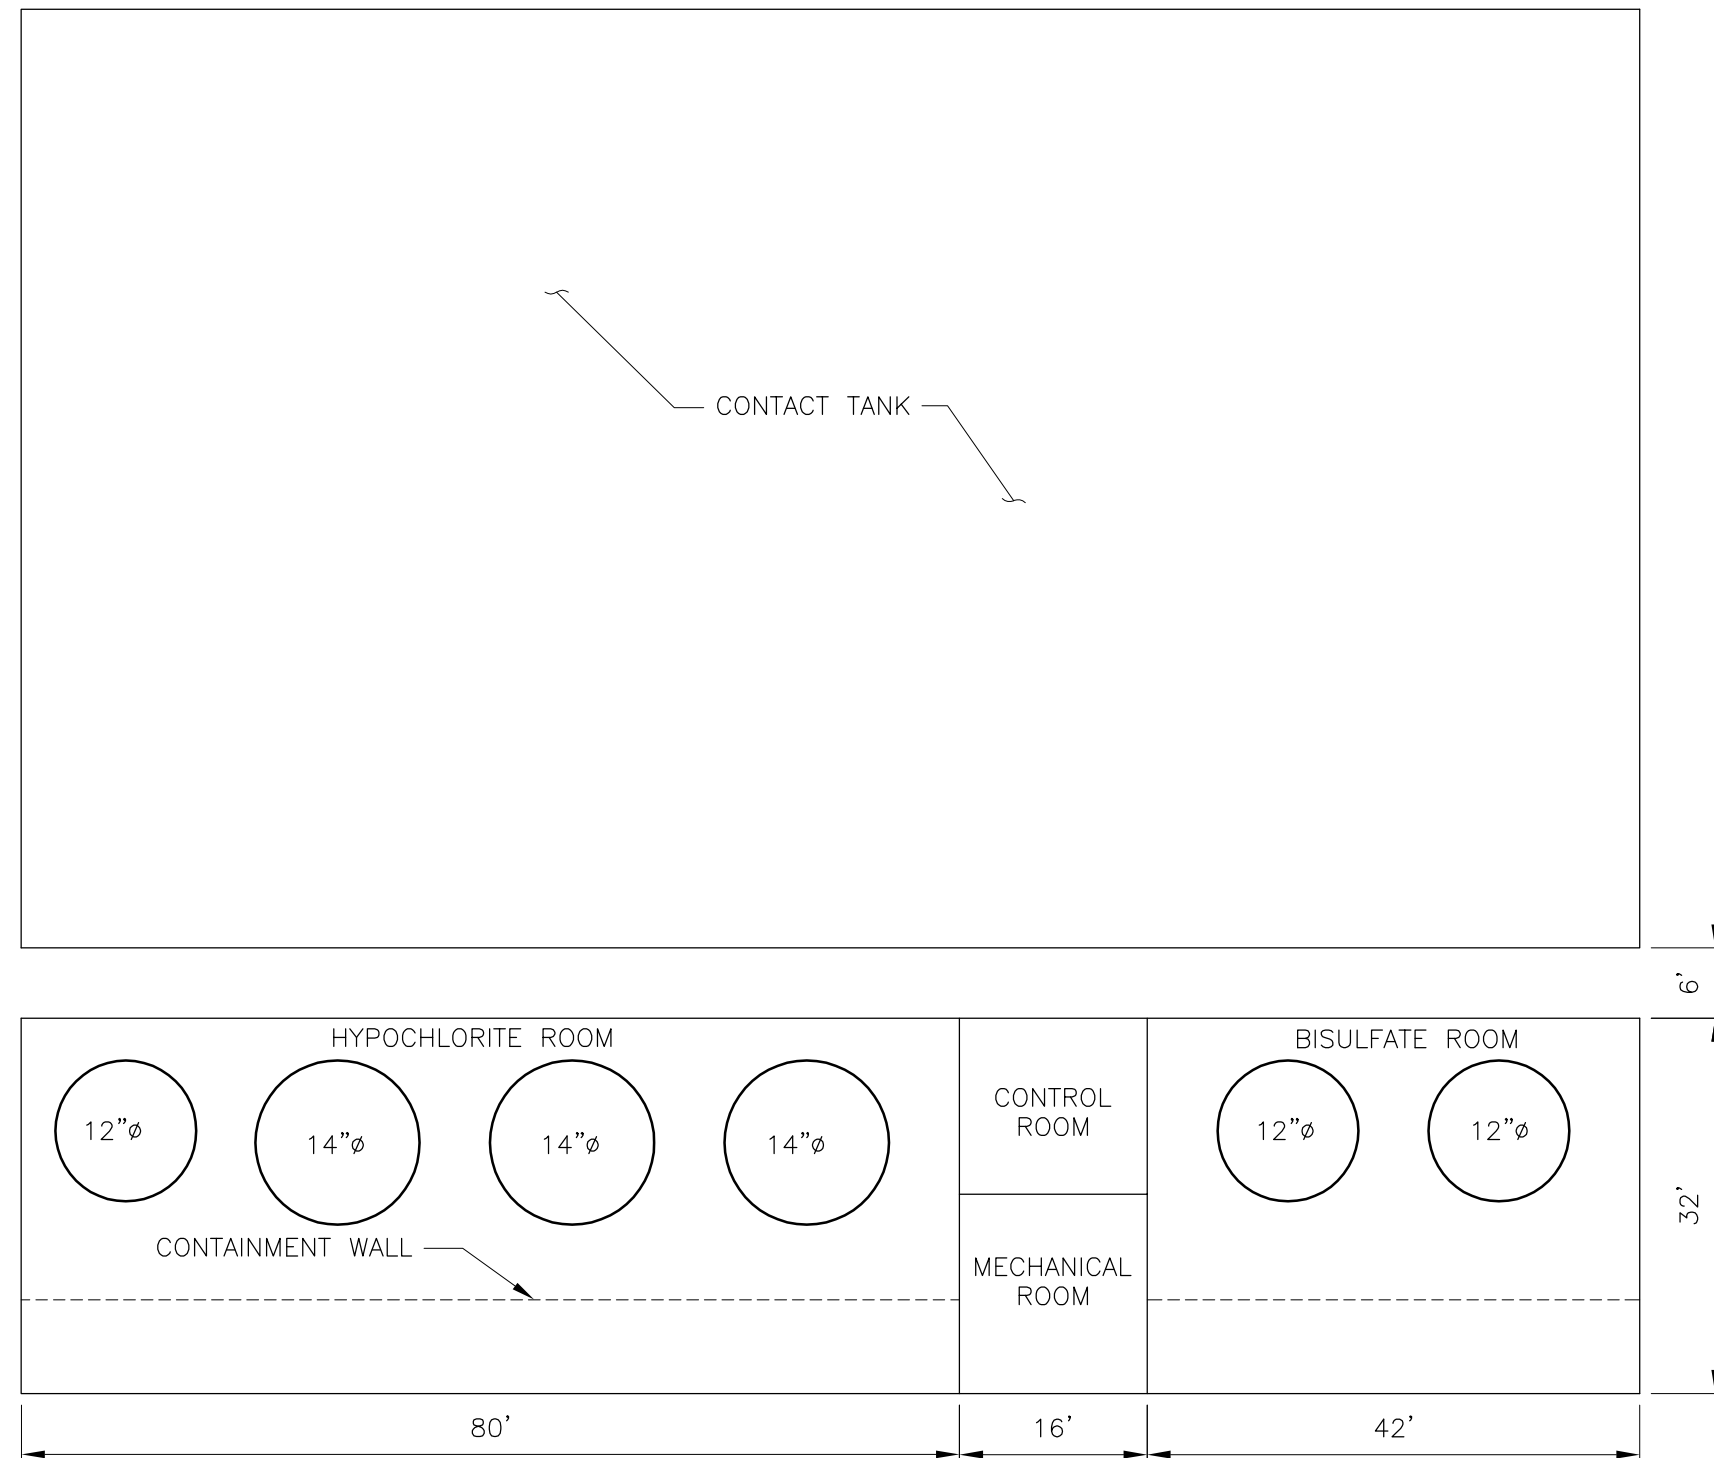 CONTACT TANK
6'
HYPOCHLORITE ROOM
BISULFATE ROOM
CONTROL
ROOM
12"ø
14"ø
14"ø
14"ø
12"ø
12"ø
32'
CONTAINMENT WALL
MECHANICAL
ROOM
80'
16'
42'